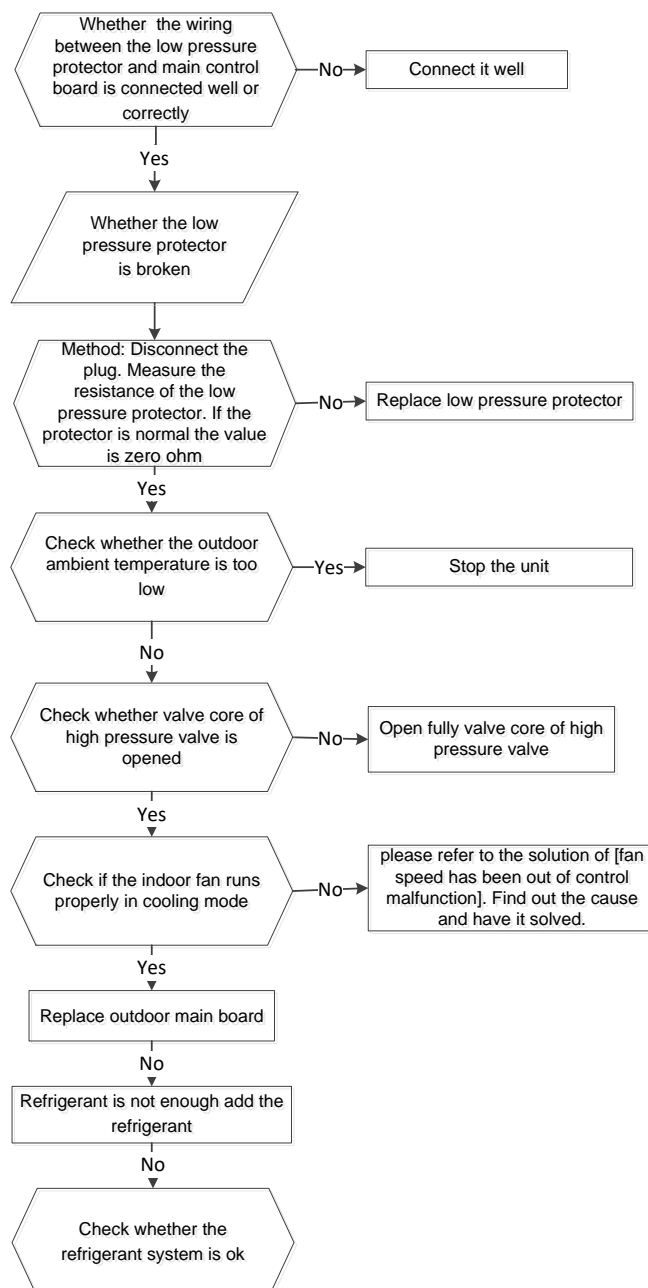 Whether the wiring
between the low pressure
protector and main control
board is connected well or
correctly
No
Connect it well
Yes
Whether the low
pressure protector
is broken
Method: Disconnect the
plug. Measure the
resistance of the low
pressure protector. If the
protector is normal the value
is zero ohm
No
Replace low pressure protector
Yes
Check whether the outdoor
ambient temperature is too
low
Yes
Stop the unit
No
Check whether valve core of
high pressure valve is
opened
No
Open fully valve core of high
pressure valve
Yes
Check if the indoor fan runs
properly in cooling mode
No
please refer to the solution of [fan
speed has been out of control
malfunction]. Find out the cause
and have it solved.
Yes
Replace outdoor main board
No
Refrigerant is not enough add the
refrigerant
No
Check whether the
refrigerant system is ok